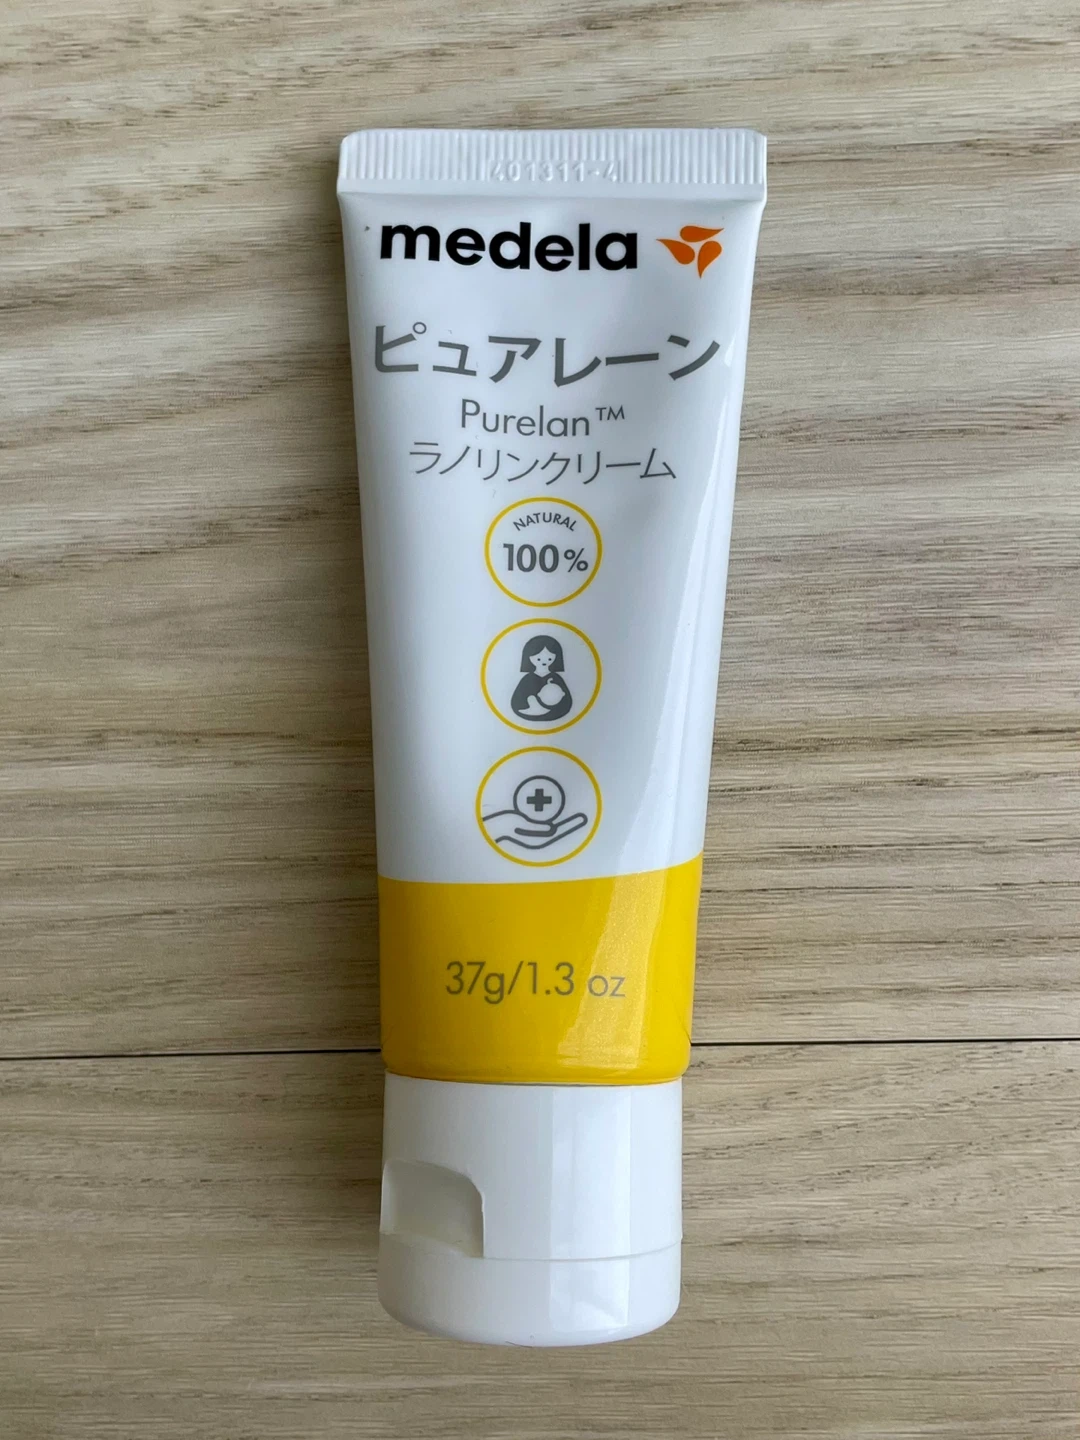 401311-4
medela
ピュアレーン
Purelan™
ラノリンクリーム
NATURAL
100%
37g/1.3 oz